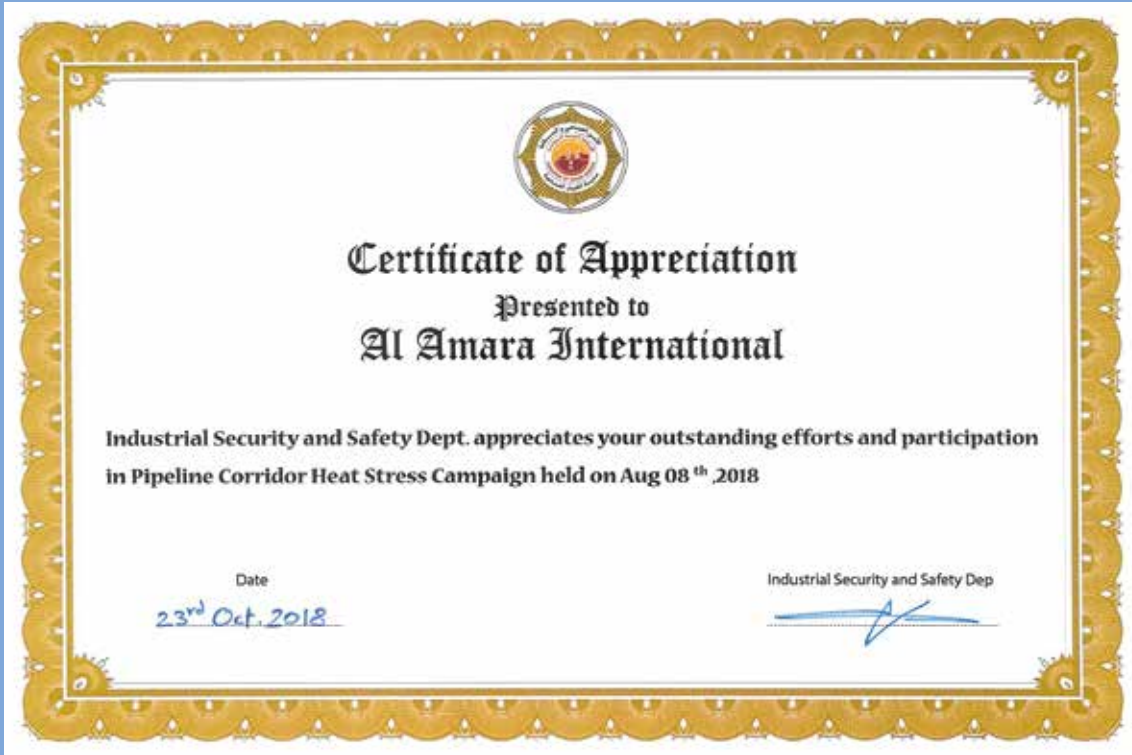 Certificate of Appreciation
Presented to
Al Amara International
Industrial Security and Safety Dept. appreciates your outstanding efforts and participation
in Pipeline Corridor Heat Stress Campaign held on Aug 08 th ,2018
Date
Industrial Security and Safety Dep
23rd Oct. 2018